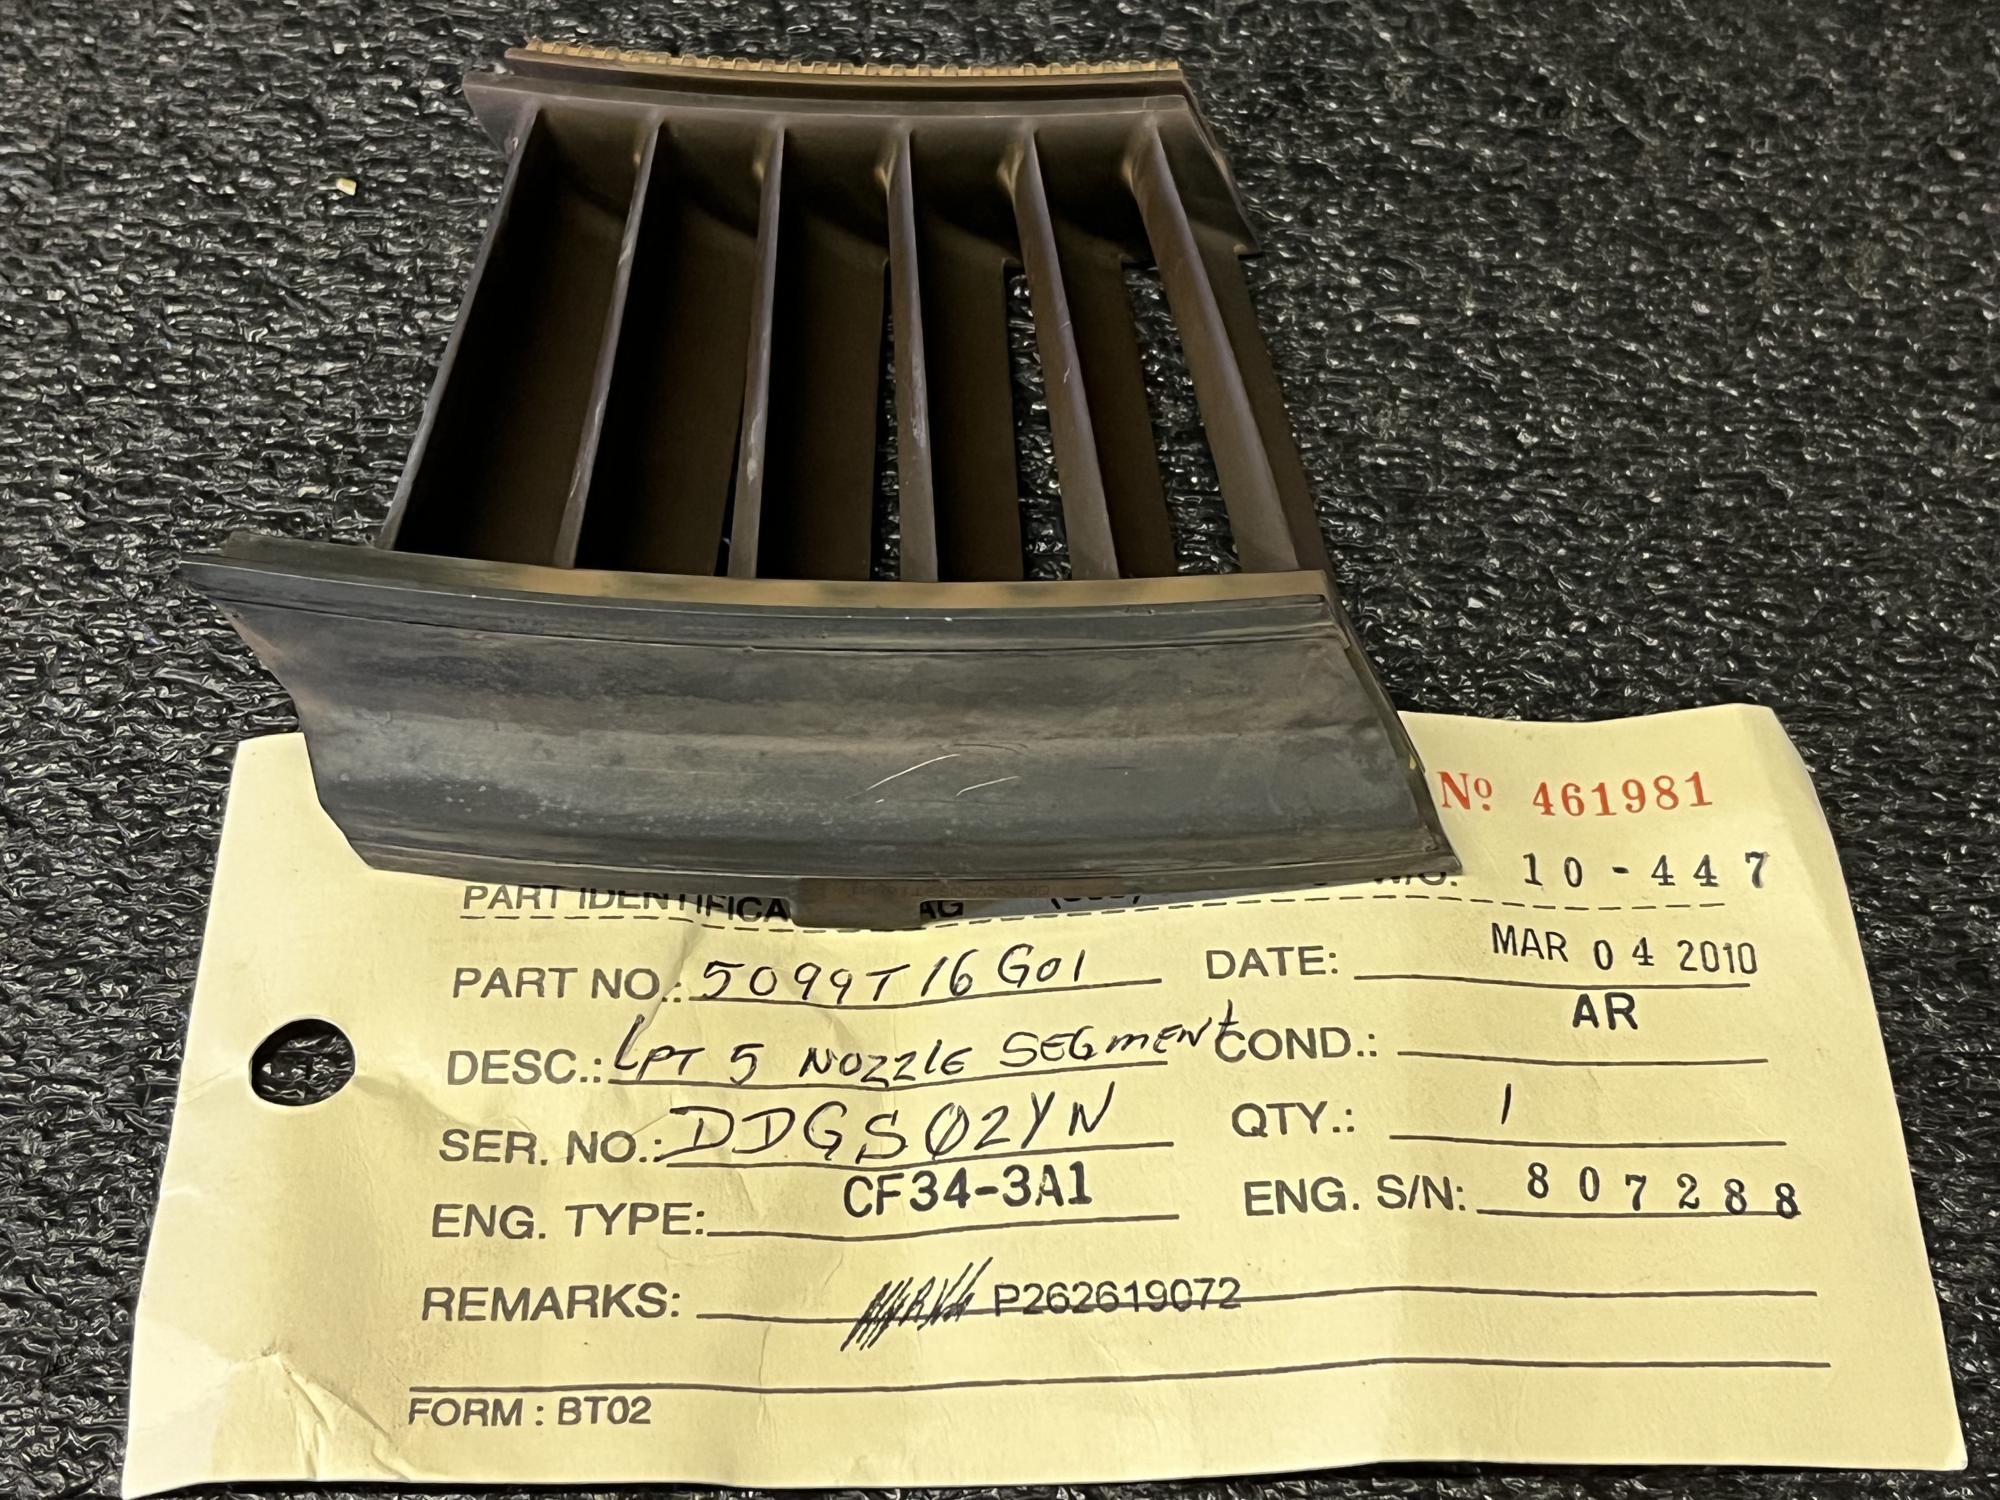 Nº 461981
W.O. 10-447
PART IDENTIFICA AG
PART NO.: 5099T16G01 DATE: MAR 04 2010
DESC.: LPT 5 NOZZLE SEGMENT COND.: AR
SER. NO.: DDGS02YN QTY.: 1
ENG. TYPE: CF34-3A1 ENG. S/N: 807288
REMARKS: P262619072
FORM : BT02